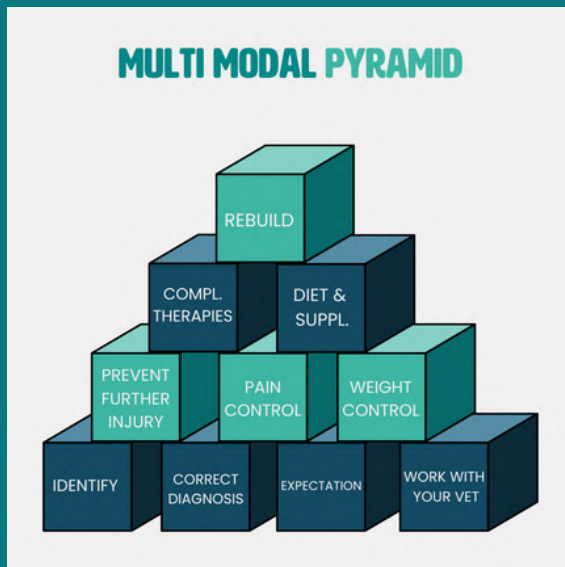 MULTI MODAL PYRAMID
REBUILD
COMPL.
THERAPIES
DIET &
SUPPL.
PREVENT
FURTHER
INJURY
PAIN
CONTROL
WEIGHT
CONTROL
IDENTIFY
CORRECT
DIAGNOSIS
EXPECTATION
WORK WITH
YOUR VET